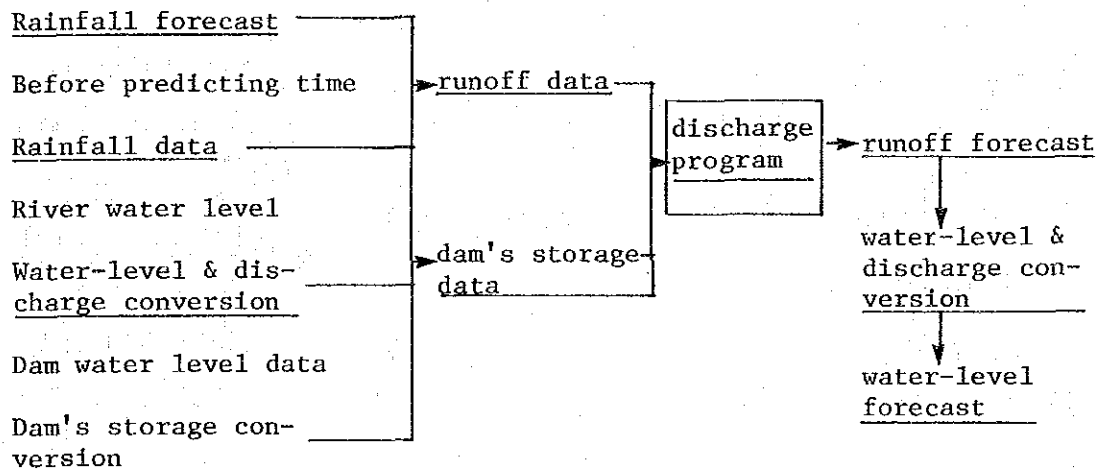 Rainfall forecast
Before predicting time
Rainfall data
River water level
Water-level & dis-
charge conversion
Dam water level data
Dam's storage con-
version
runoff data
dam's storage
data
discharge
program
runoff forecast
water-level &
discharge con-
version
water-level
forecast